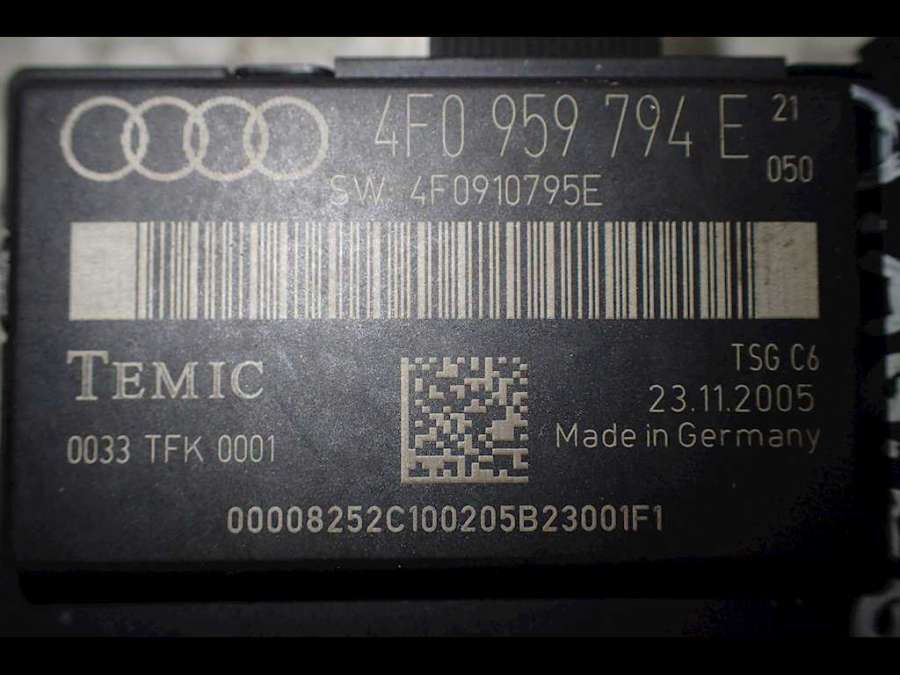 4F0 959 794 E 21
050
SW: 4F0910795E
TEMIC
TSG C6
23.11.2005
0033 TFK 0001
Made in Germany
00008252C100205B23001F1